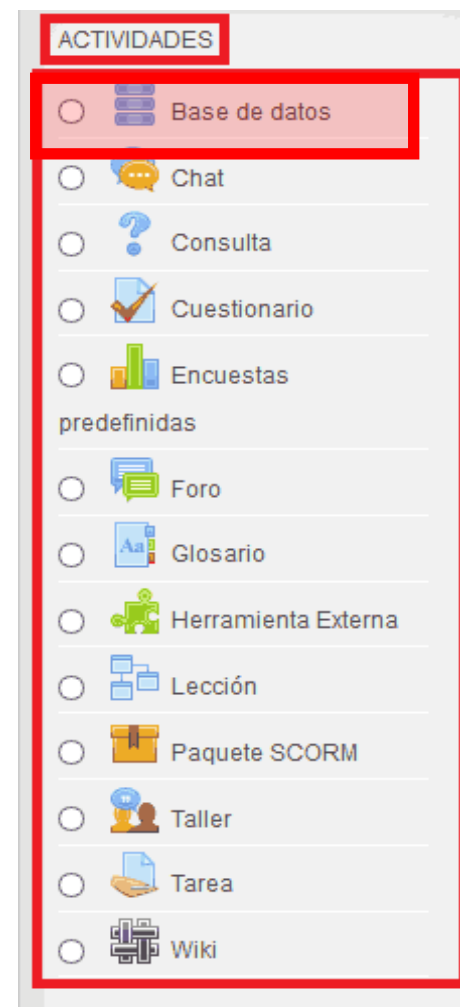 ACTIVIDADES
Base de datos
Chat
Consulta
Cuestionario
Encuestas
predefinidas
Foro
Aa
Glosario
Herramienta Externa
Lección
Paquete SCORM
Taller
Tarea
Wiki